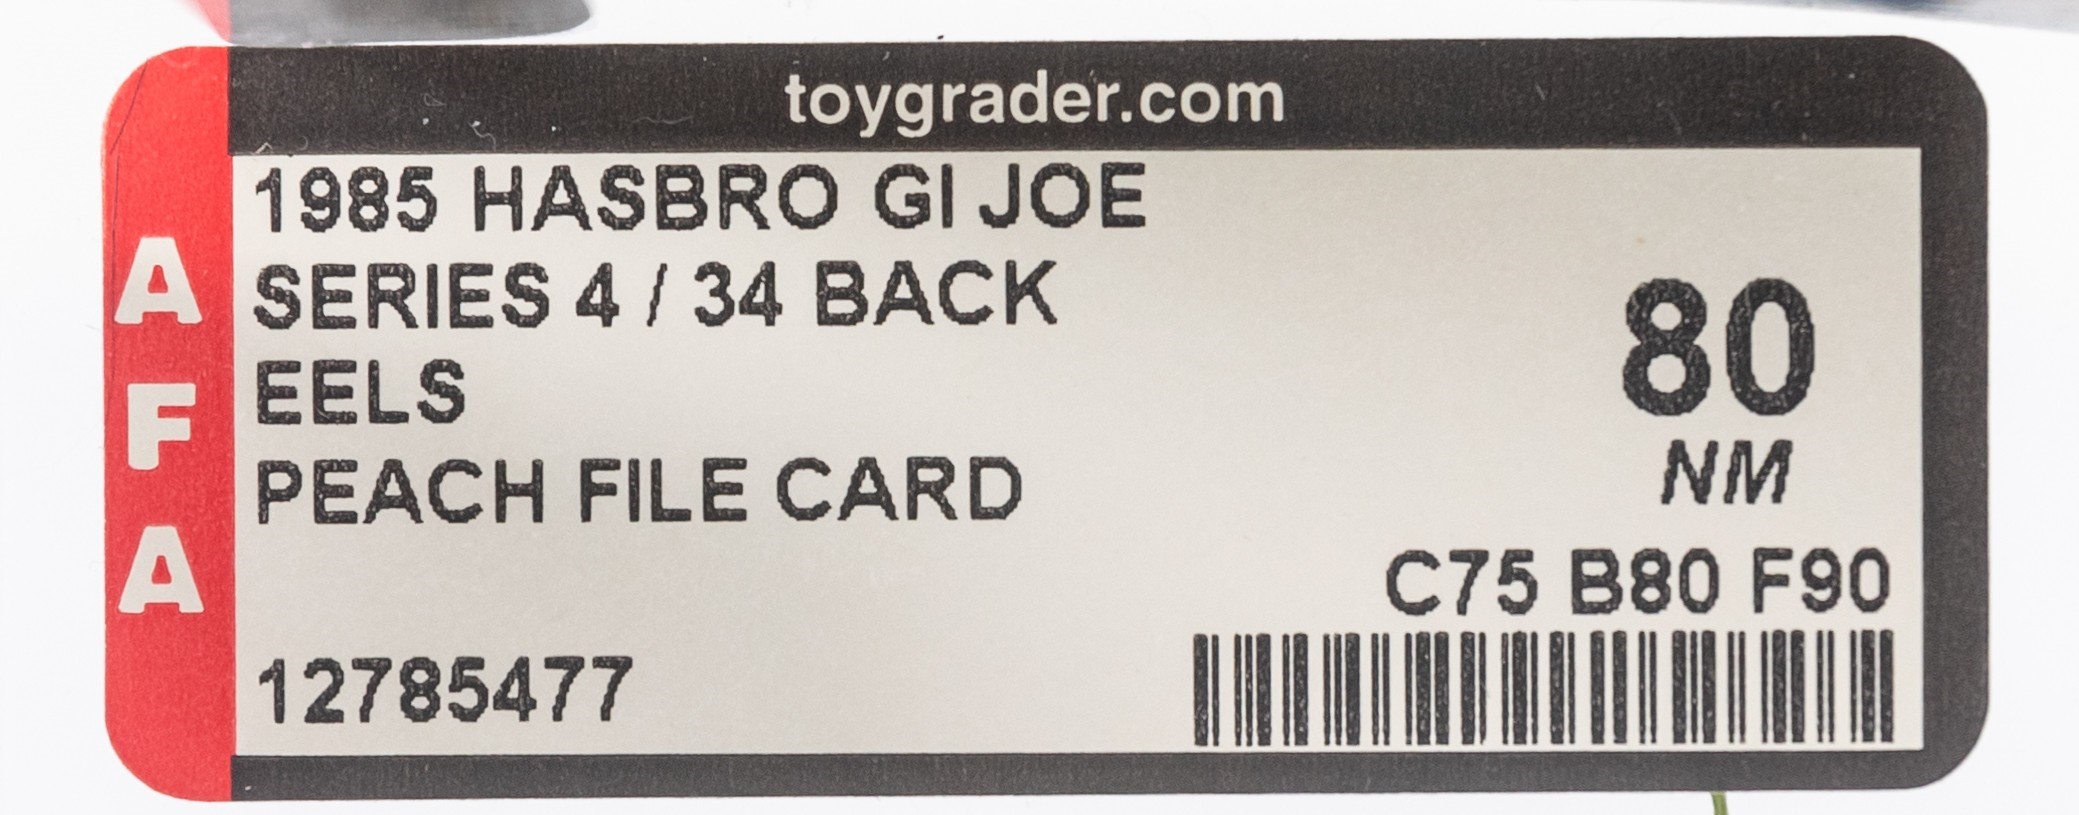 toygrader.com
AFA
1985 HASBRO GI JOE
SERIES 4 / 34 BACK
EELS
PEACH FILE CARD
80
NM
C75 B80 F90
12785477